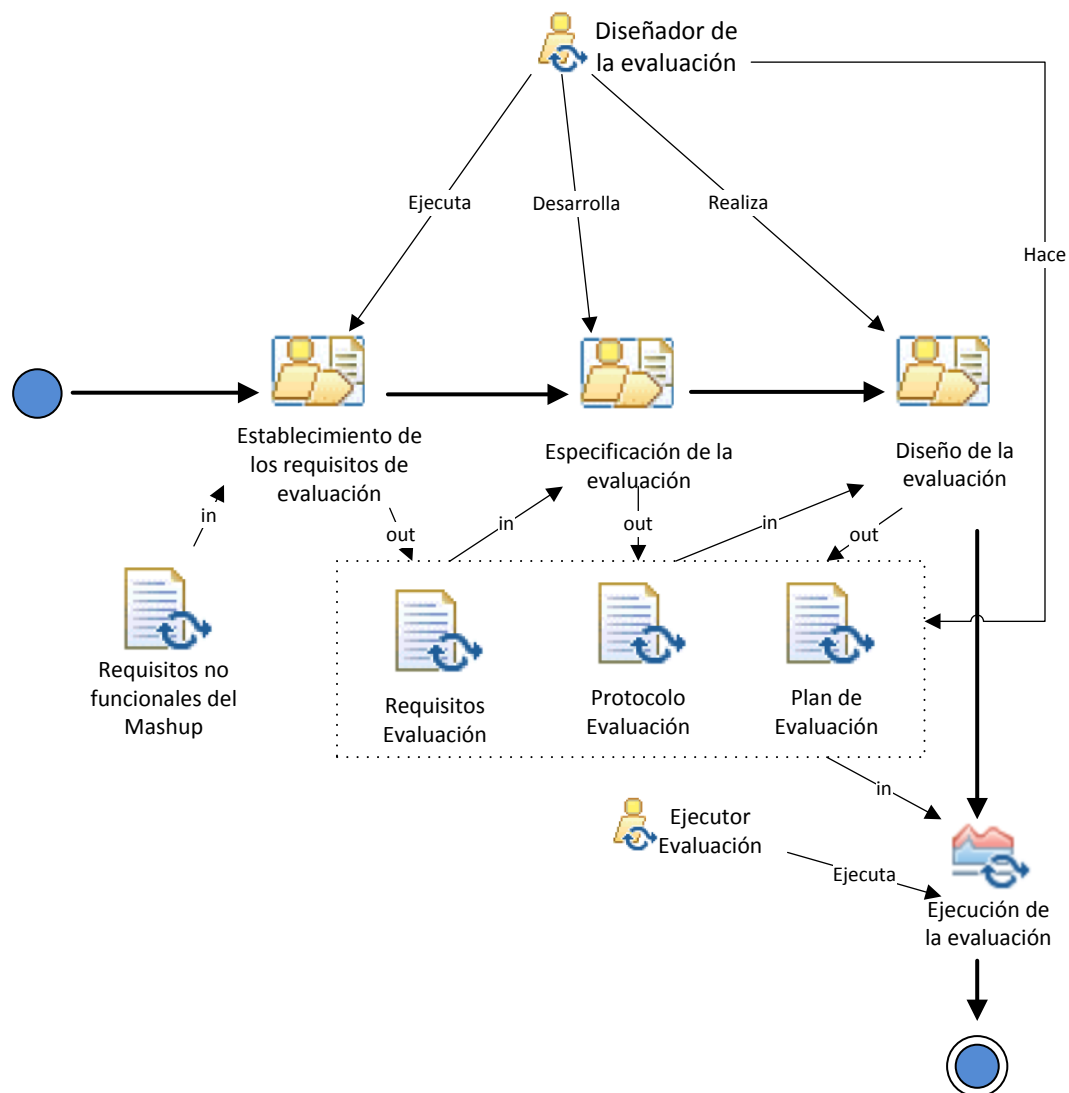 Diseñador de
la evaluación
Ejecuta
Desarrolla
Realiza
Hace
Establecimiento de
los requisitos de
evaluación
Especificación de la
evaluación
Diseño de la
evaluación
in
out
in
out
in
out
Requisitos no
funcionales del
Mashup
Requisitos
Evaluación
Protocolo
Evaluación
Plan de
Evaluación
in
Ejecutor
Evaluación
Ejecuta
Ejecución de
la evaluación